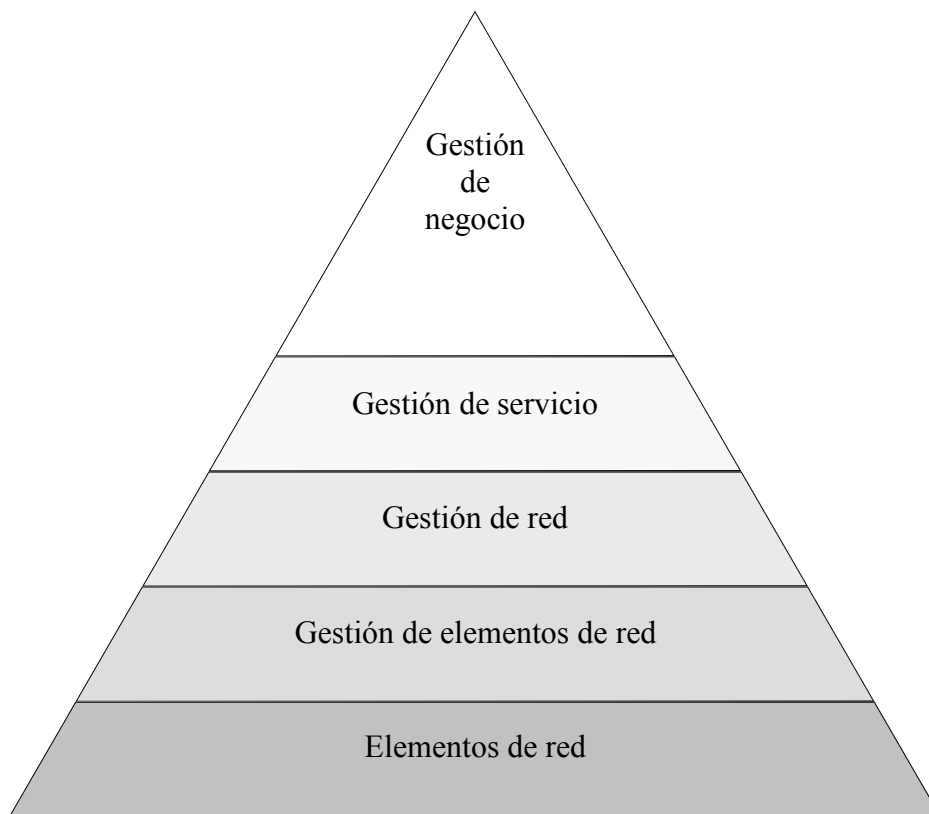 Gestión
de
negocio
Gestión de servicio
Gestión de red
Gestión de elementos de red
Elementos de red